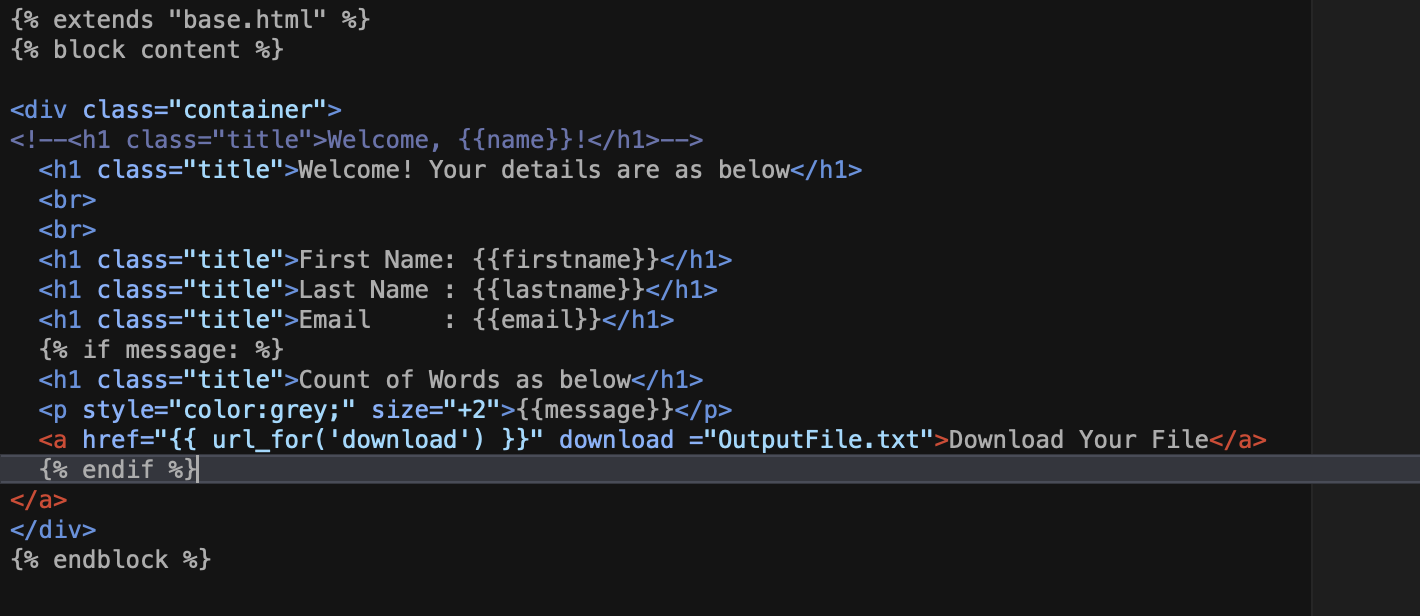 {% extends "base.html" %}
{% block content %}

<div class="container">
<!--<h1 class="title">Welcome, {{name}}!</h1>-->
  <h1 class="title">Welcome! Your details are as below</h1>
  <br>
  <br>
  <h1 class="title">First Name: {{firstname}}</h1>
  <h1 class="title">Last Name : {{lastname}}</h1>
  <h1 class="title">Email     : {{email}}</h1>
  {% if message: %}
  <h1 class="title">Count of Words as below</h1>
  <p style="color:grey;" size="+2">{{message}}</p>
  <a href="{{ url_for('download') }}" download ="OutputFile.txt">Download Your File</a>
  {% endif %}
</a>
</div>
{% endblock %}